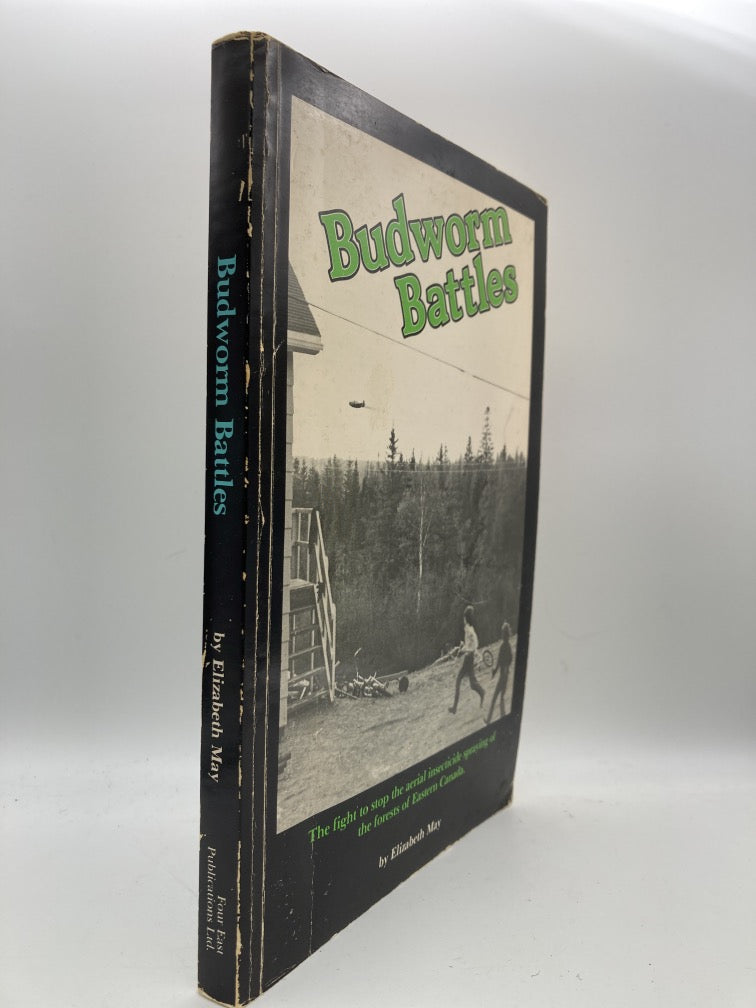 Budworm Battles
by Elizabeth May
Four East
Publications Ltd.
Budworm
Battles
The fight to stop the aerial insecticide spraying of
the forests of Eastern Canada.
by Elizabeth May